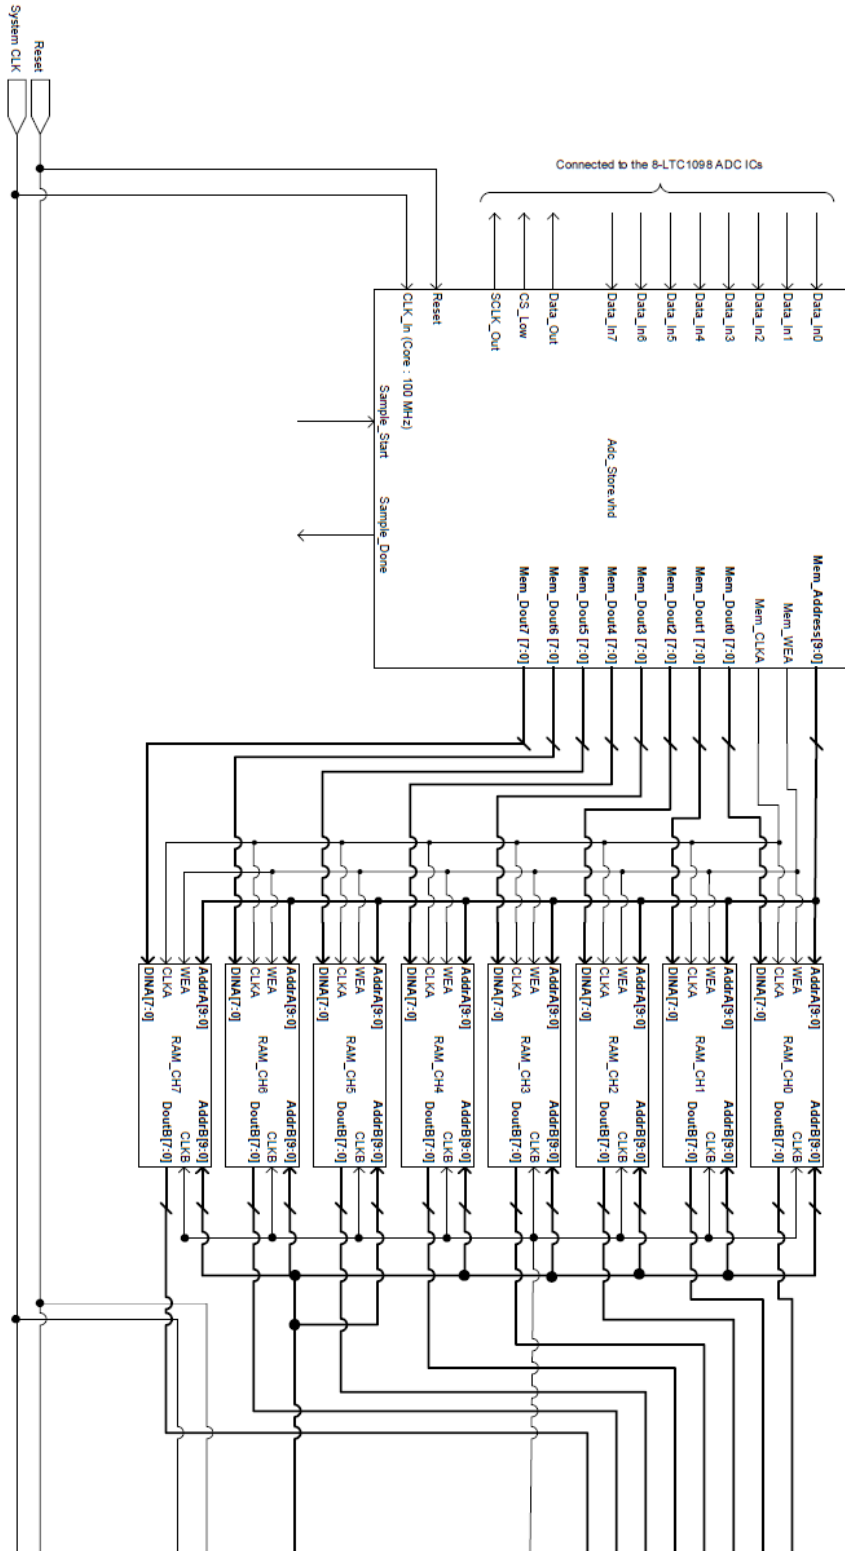 System CLK
Reset
Connected to the 8-LTC1098 ADC ICs
SCLK_Out
CS_Low
Data_Out
Data_In7
Data_In6
Data_In5
Data_In4
Data_In3
Data_In2
Data_In1
Data_In0
CLK_In (Core : 100 MHz)
Reset
Sample_Start
Sample_Done
Adc_Store.vhd
Mem_Dout7 [7:0]
Mem_Dout6 [7:0]
Mem_Dout5 [7:0]
Mem_Dout4 [7:0]
Mem_Dout3 [7:0]
Mem_Dout2 [7:0]
Mem_Dout1 [7:0]
Mem_Dout0 [7:0]
Mem_CLKA
Mem_WEA
Mem_Address[9:0]
DINA[7:0]
CLKA
WEA
AddrA[9:0]
RAM_CH7
DoutB[7:0]
CLKB
AddrB[9:0]
DINA[7:0]
CLKA
WEA
AddrA[9:0]
RAM_CH6
DoutB[7:0]
CLKB
AddrB[9:0]
DINA[7:0]
CLKA
WEA
AddrA[9:0]
RAM_CH5
DoutB[7:0]
CLKB
AddrB[9:0]
DINA[7:0]
CLKA
WEA
AddrA[9:0]
RAM_CH4
DoutB[7:0]
CLKB
AddrB[9:0]
DINA[7:0]
CLKA
WEA
AddrA[9:0]
RAM_CH3
DoutB[7:0]
CLKB
AddrB[9:0]
DINA[7:0]
CLKA
WEA
AddrA[9:0]
RAM_CH2
DoutB[7:0]
CLKB
AddrB[9:0]
DINA[7:0]
CLKA
WEA
AddrA[9:0]
RAM_CH1
DoutB[7:0]
CLKB
AddrB[9:0]
DINA[7:0]
CLKA
WEA
AddrA[9:0]
RAM_CH0
DoutB[7:0]
CLKB
AddrB[9:0]